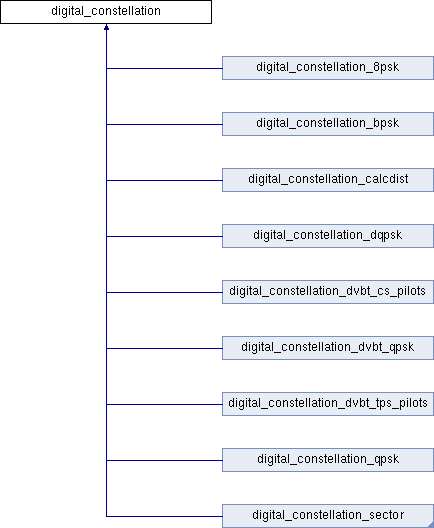 digital_constellation
digital_constellation_8psk
digital_constellation_bpsk
digital_constellation_calcdist
digital_constellation_dqpsk
digital_constellation_dvbt_cs_pilots
digital_constellation_dvbt_qpsk
digital_constellation_dvbt_tps_pilots
digital_constellation_qpsk
digital_constellation_sector